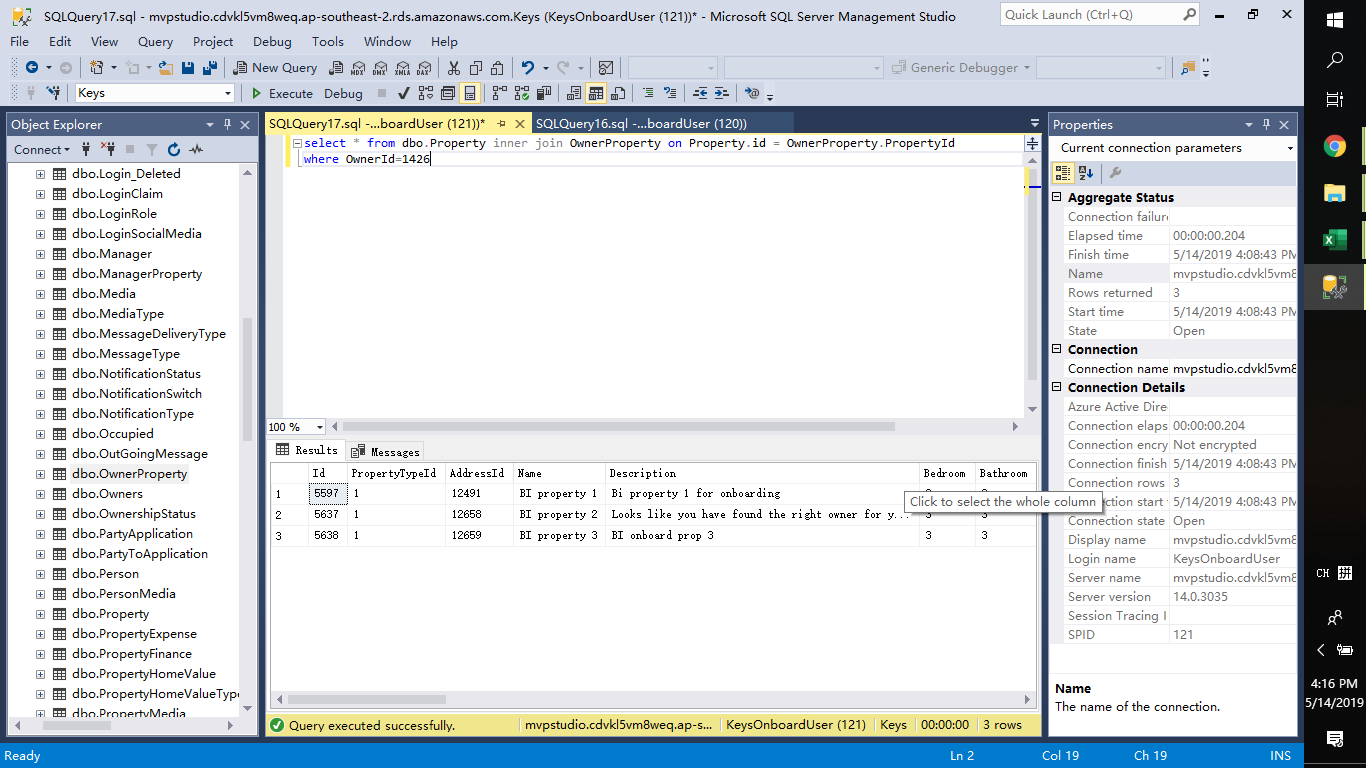 SQLQuery17.sql - mvpstudio.cdvkl5vm8weq.ap-southeast-2.rds.amazonaws.com.Keys (KeysOnboardUser (121))* - Microsoft SQL Server Management Studio
Quick Launch (Ctrl+Q)
File Edit View Query Project Debug Tools Window Help
New Query MDX DMX XMLA DAX Generic Debugger
Keys Execute Debug
Object Explorer
Connect
dbo.Login_Deleted
dbo.LoginClaim
dbo.LoginRole
dbo.LoginSocialMedia
dbo.Manager
dbo.ManagerProperty
dbo.Media
dbo.MediaType
dbo.MessageDeliveryType
dbo.MessageType
dbo.NotificationStatus
dbo.NotificationSwitch
dbo.NotificationType
dbo.Occupied
dbo.OutGoingMessage
dbo.OwnerProperty
dbo.Owners
dbo.OwnershipStatus
dbo.PartyApplication
dbo.PartyToApplication
dbo.Person
dbo.PersonMedia
dbo.Property
dbo.PropertyExpense
dbo.PropertyFinance
dbo.PropertyHomeValue
dbo.PropertyHomeValueType
dbo.PropertyMedia
SQLQuery17.sql -...boardUser (121))* SQLQuery16.sql -...boardUser (120))
select * from dbo.Property inner join OwnerProperty on Property.id = OwnerProperty.PropertyId
where OwnerId=1426
100 %
Results Messages
Id PropertyTypeId AddressId Name Description Bedroom Bathroom
1 5597 1 12491 BI property 1 Bi property 1 for onboarding
2 5637 1 12658 BI property 2 Looks like you have found the right owner for y... 3 3
3 5638 1 12659 BI property 3 BI onboard prop 3 3 3
Click to select the whole column
Query executed successfully. mvpstudio.cdvkl5vm8weq.ap-s... KeysOnboardUser (121) Keys 00:00:00 3 rows
Properties
Current connection parameters
Aggregate Status
Connection failure
Elapsed time 00:00:00.204
Finish time 5/14/2019 4:08:43 PM
Name mvpstudio.cdvkl5vm8
Rows returned 3
Start time 5/14/2019 4:08:43 PM
State Open
Connection
Connection name mvpstudio.cdvkl5vm8
Connection Details
Azure Active Dire
Connection elaps 00:00:00.204
Connection encry Not encrypted
Connection finish 5/14/2019 4:08:43 PM
Connection rows 3
Connection start 5/14/2019 4:08:43 PM
Connection state Open
Display name mvpstudio.cdvkl5vm8
Login name KeysOnboardUser
Server name mvpstudio.cdvkl5vm8
Server version 14.0.3035
Session Tracing I
SPID 121
Name
The name of the connection.
Ready Ln 2 Col 19 Ch 19 INS
CH 拼
4:16 PM
5/14/2019